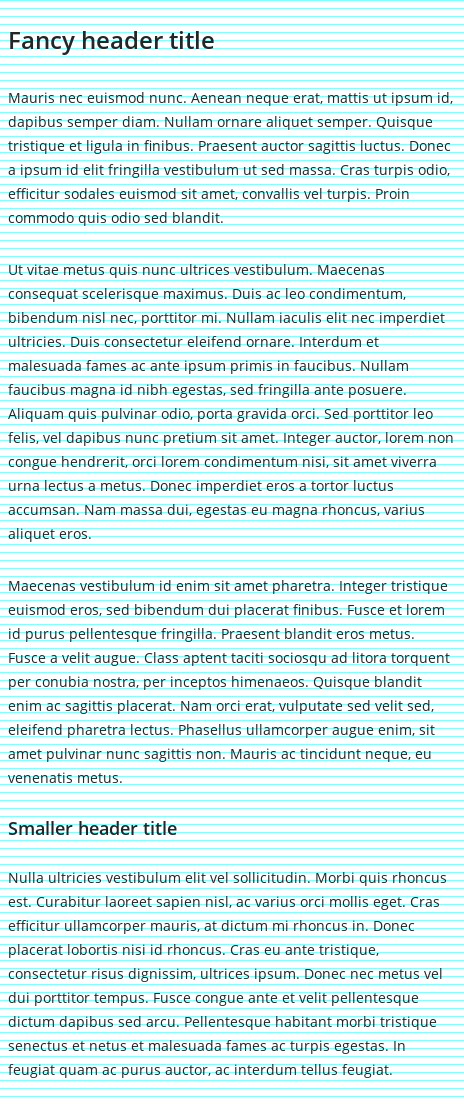 Fancy header title
Mauris nec euismod nunc. Aenean neque erat, mattis ut ipsum id,
dapibus semper diam. Nullam ornare aliquet semper. Quisque
tristique et ligula in finibus. Praesent auctor sagittis luctus. Donec
a ipsum id elit fringilla vestibulum ut sed massa. Cras turpis odio,
efficitur sodales euismod sit amet, convallis vel turpis. Proin
commodo quis odio sed blandit.
Ut vitae metus quis nunc ultrices vestibulum. Maecenas
consequat scelerisque maximus. Duis ac leo condimentum,
bibendum nisl nec, porttitor mi. Nullam iaculis elit nec imperdiet
ultricies. Duis consectetur eleifend ornare. Interdum et
malesuada fames ac ante ipsum primis in faucibus. Nullam
faucibus magna id nibh egestas, sed fringilla ante posuere.
Aliquam quis pulvinar odio, porta gravida orci. Sed porttitor leo
felis, vel dapibus nunc pretium sit amet. Integer auctor, lorem non
congue hendrerit, orci lorem condimentum nisi, sit amet viverra
urna lectus a metus. Donec imperdiet eros a tortor luctus
accumsan. Nam massa dui, egestas eu magna rhoncus, varius
aliquet eros.
Maecenas vestibulum id enim sit amet pharetra. Integer tristique
euismod eros, sed bibendum dui placerat finibus. Fusce et lorem
id purus pellentesque fringilla. Praesent blandit eros metus.
Fusce a velit augue. Class aptent taciti sociosqu ad litora torquent
per conubia nostra, per inceptos himenaeos. Quisque blandit
enim ac sagittis placerat. Nam orci erat, vulputate sed velit sed,
eleifend pharetra lectus. Phasellus ullamcorper augue enim, sit
amet pulvinar nunc sagittis non. Mauris ac tincidunt neque, eu
venenatis metus.
Smaller header title
Nulla ultricies vestibulum elit vel sollicitudin. Morbi quis rhoncus
est. Curabitur laoreet sapien nisl, ac varius orci mollis eget. Cras
efficitur ullamcorper mauris, at dictum mi rhoncus in. Donec
placerat lobortis nisi id rhoncus. Cras eu ante tristique,
consectetur risus dignissim, ultrices ipsum. Donec nec metus vel
dui porttitor tempus. Fusce congue ante et velit pellentesque
dictum dapibus sed arcu. Pellentesque habitant morbi tristique
senectus et netus et malesuada fames ac turpis egestas. In
feugiat quam ac purus auctor, ac interdum tellus feugiat.